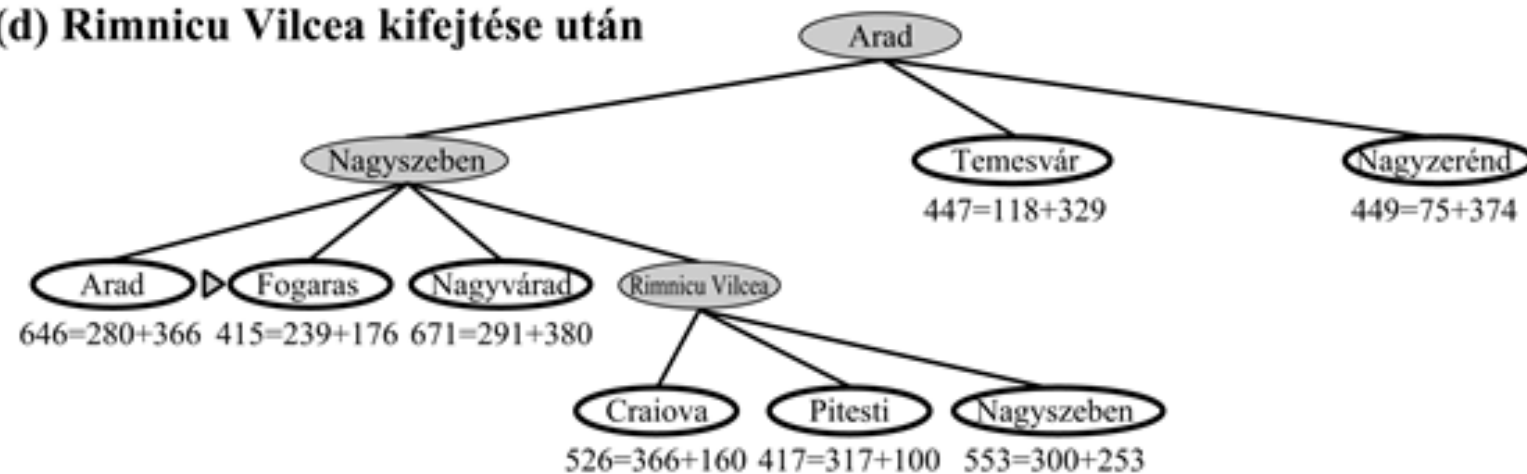 (d) Rimnicu Vilcea kifejtése után
Arad
Nagyszeben
Temesvár
Nagyzerénd
447=118+329
449=75+374
Arad
Fogaras
Nagyvárad
Rimnicu Vilcea
646=280+366
415=239+176
671=291+380
Craiova
Pitesti
Nagyszeben
526=366+160
417=317+100
553=300+253